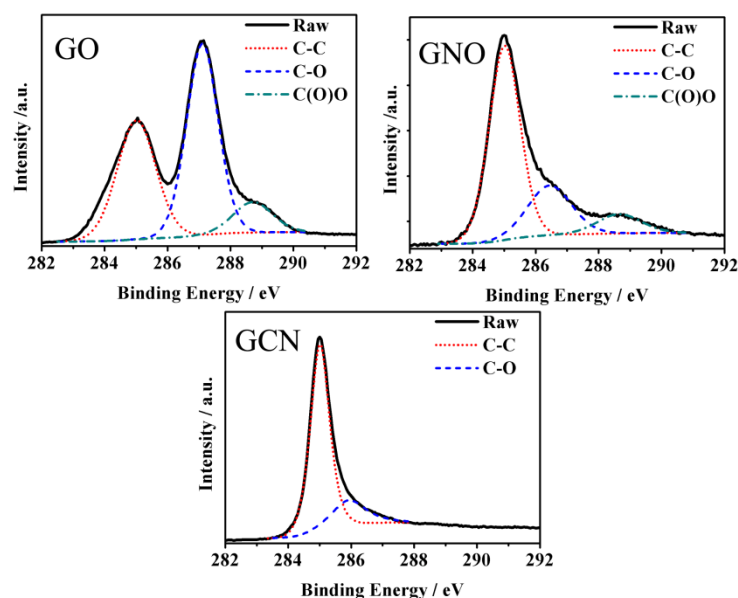 GO
Raw
C-C
C-O
C(O)O
Intensity /a.u.
282 284 286 288 290 292
Binding Energy / eV
GNO
Raw
C-C
C-O
C(O)O
Intensity / a.u.
282 284 286 288 290 292
Binding Energy / eV
GCN
Raw
C-C
C-O
Intensity / a.u.
282 284 286 288 290 292
Binding Energy / eV